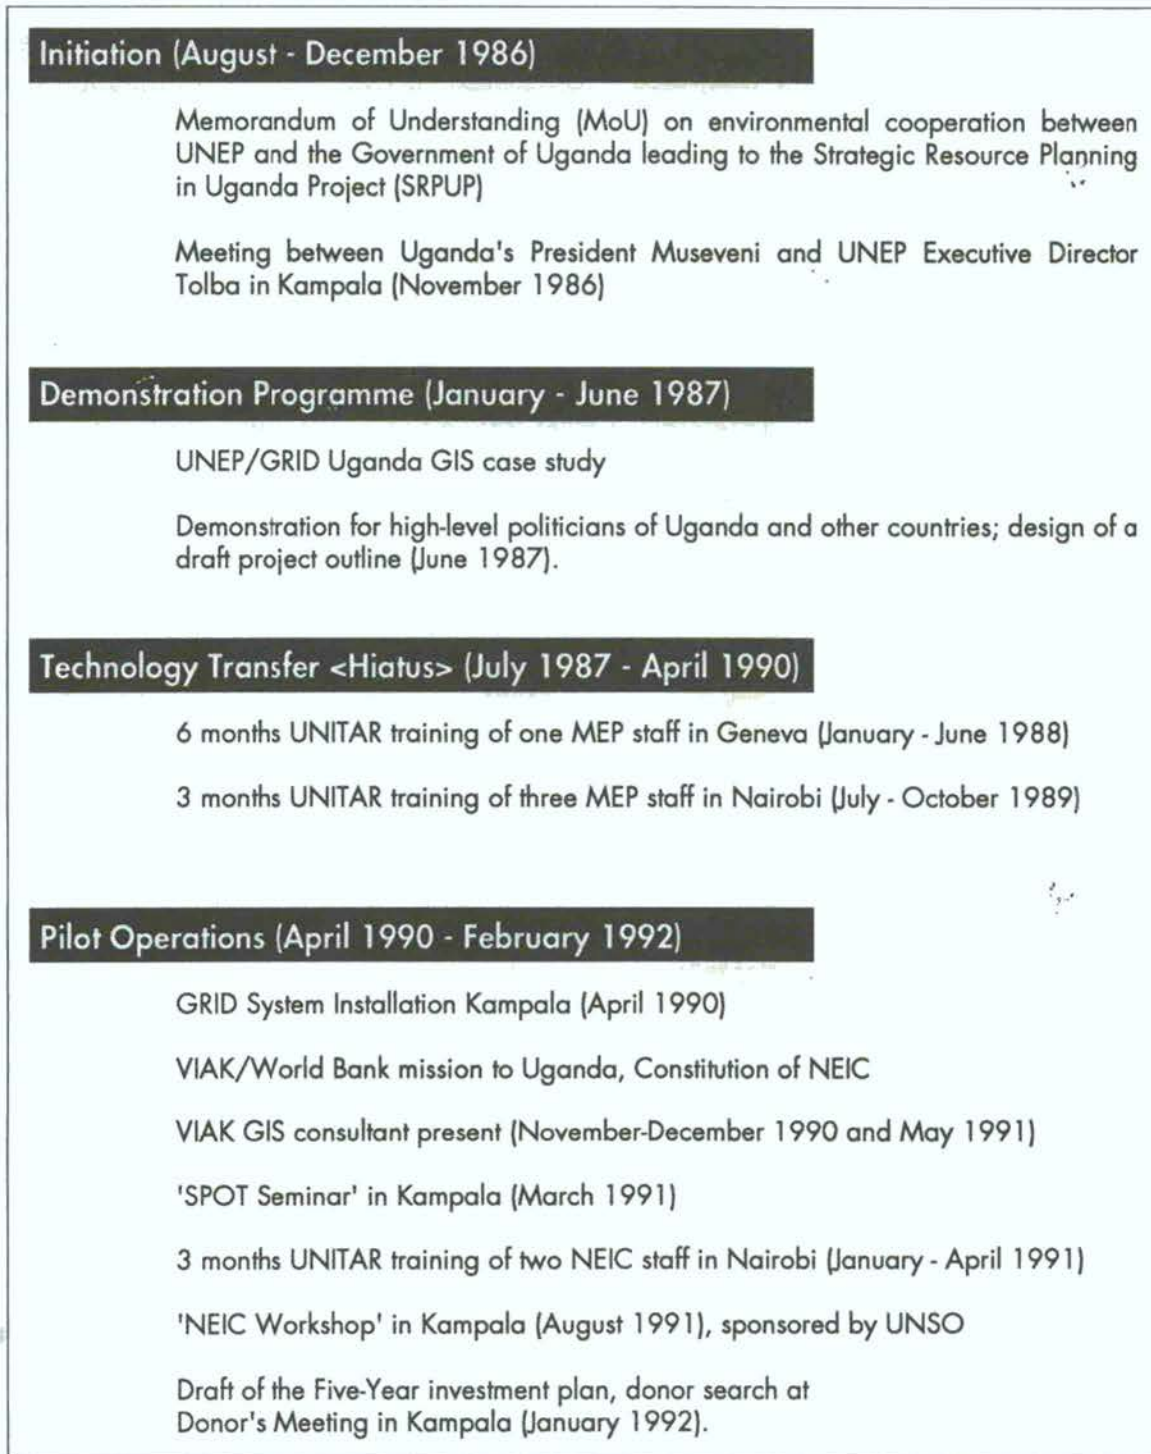 Initiation (August - December 1986)
Memorandum of Understanding (MoU) on environmental cooperation between
UNEP and the Government of Uganda leading to the Strategic Resource Planning
in Uganda Project (SRPUP)
Meeting between Uganda's President Museveni and UNEP Executive Director
Tolba in Kampala (November 1986)
Demonstration Programme (January - June 1987)
UNEP/GRID Uganda GIS case study
Demonstration for high-level politicians of Uganda and other countries; design of a
draft project outline (June 1987).
Technology Transfer <Hiatus> (July 1987 - April 1990)
6 months UNITAR training of one MEP staff in Geneva (January - June 1988)
3 months UNITAR training of three MEP staff in Nairobi (July - October 1989)
Pilot Operations (April 1990 - February 1992)
GRID System Installation Kampala (April 1990)
VIAK/World Bank mission to Uganda, Constitution of NEIC
VIAK GIS consultant present (November-December 1990 and May 1991)
'SPOT Seminar' in Kampala (March 1991)
3 months UNITAR training of two NEIC staff in Nairobi (January - April 1991)
'NEIC Workshop' in Kampala (August 1991), sponsored by UNSO
Draft of the Five-Year investment plan, donor search at
Donor's Meeting in Kampala (January 1992).